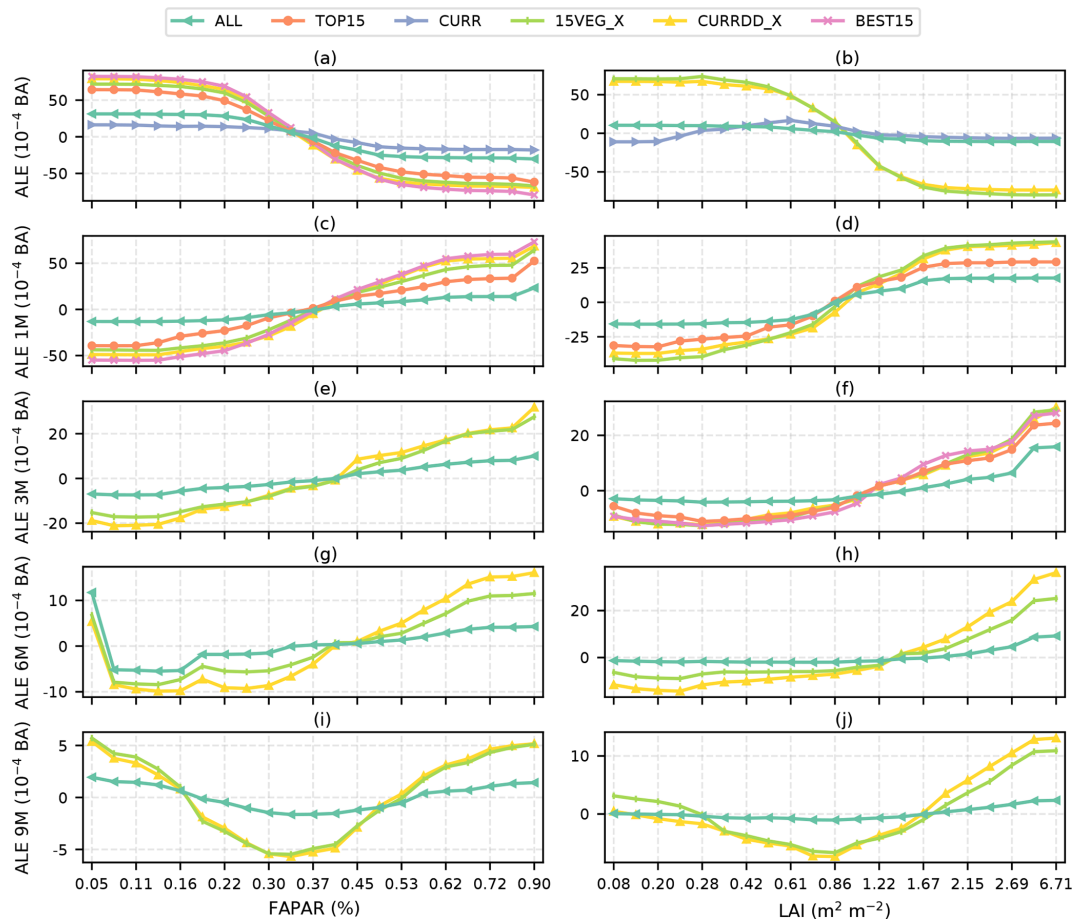 ALL TOP15 CURR 15VEG_X CURRDD_X BEST15
(a) (b)
ALE (10⁻⁴ BA)
50
0
-50
50
0
-50
(c) (d)
ALE 1M (10⁻⁴ BA)
50
0
-50
25
0
-25
(e) (f)
ALE 3M (10⁻⁴ BA)
20
0
-20
20
0
(g) (h)
ALE 6M (10⁻⁴ BA)
10
0
-10
20
0
(i) (j)
ALE 9M (10⁻⁴ BA)
5
0
-5
10
0
0.05 0.11 0.16 0.22 0.30 0.37 0.45 0.53 0.62 0.72 0.90
0.08 0.20 0.28 0.42 0.61 0.86 1.22 1.67 2.15 2.69 6.71
FAPAR (%)
LAI (m² m⁻²)